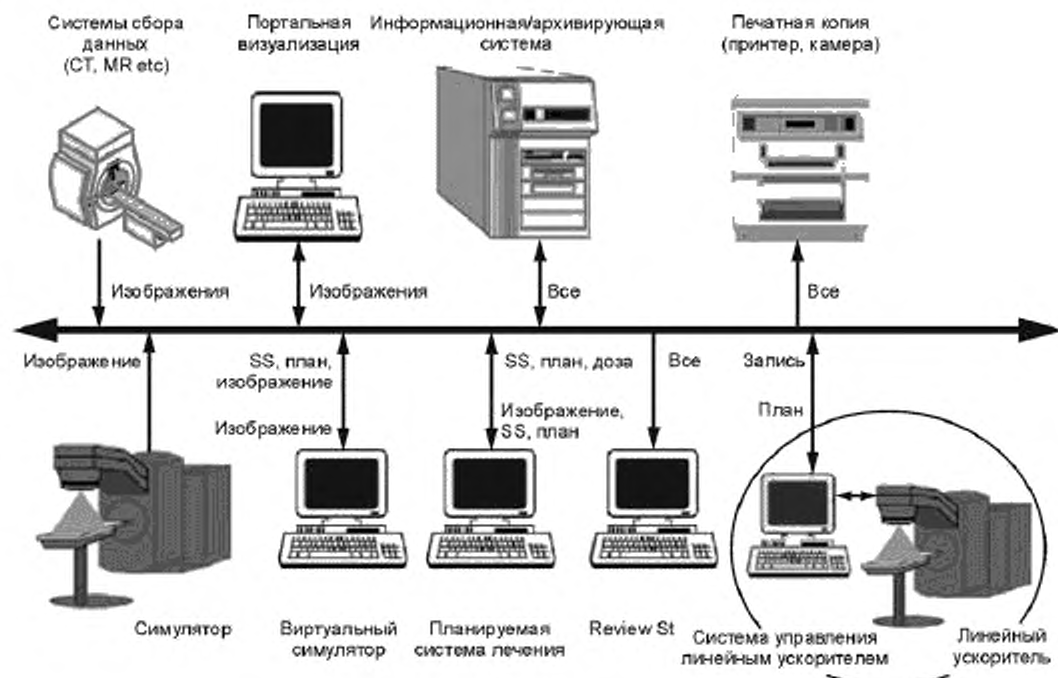 Системы сбора
данных
(CT, MR etc)
Портальная
визуализация
Информационная/архивирующая
система
Печатная копия
(принтер, камера)
Изображения
Изображения
Все
Все
Изображение
SS, план,
изображение
Изображение
SS, план, доза
Изображение,
SS, план
Все
Запись
План
Симулятор
Виртуальный
симулятор
Планируемая
система лечения
Review St
Система управления
линейным ускорителем
Линейный
ускоритель